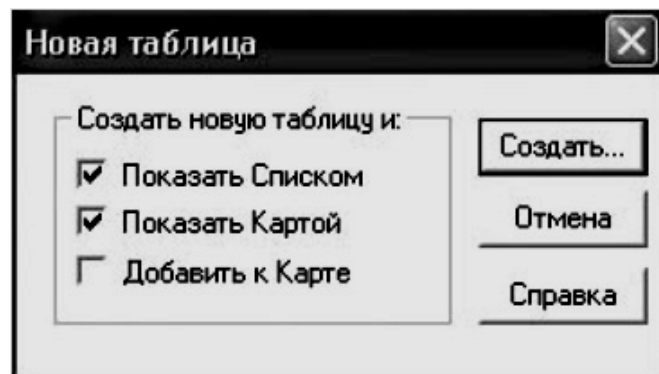 Новая таблица
Создать новую таблицу и:
Показать Списком
Показать Картой
Добавить к Карте
Создать...
Отмена
Справка